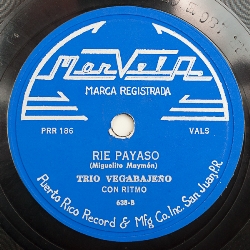 MarVela
MARCA REGISTRADA
PRR 186
VALS
RIE PAYASO
(Miguelito Maymón)
TRIO VEGABAJEÑO
CON RITMO
638-B
Puerto Rico Record & Mfg Co. Inc. San Juan, P.R.